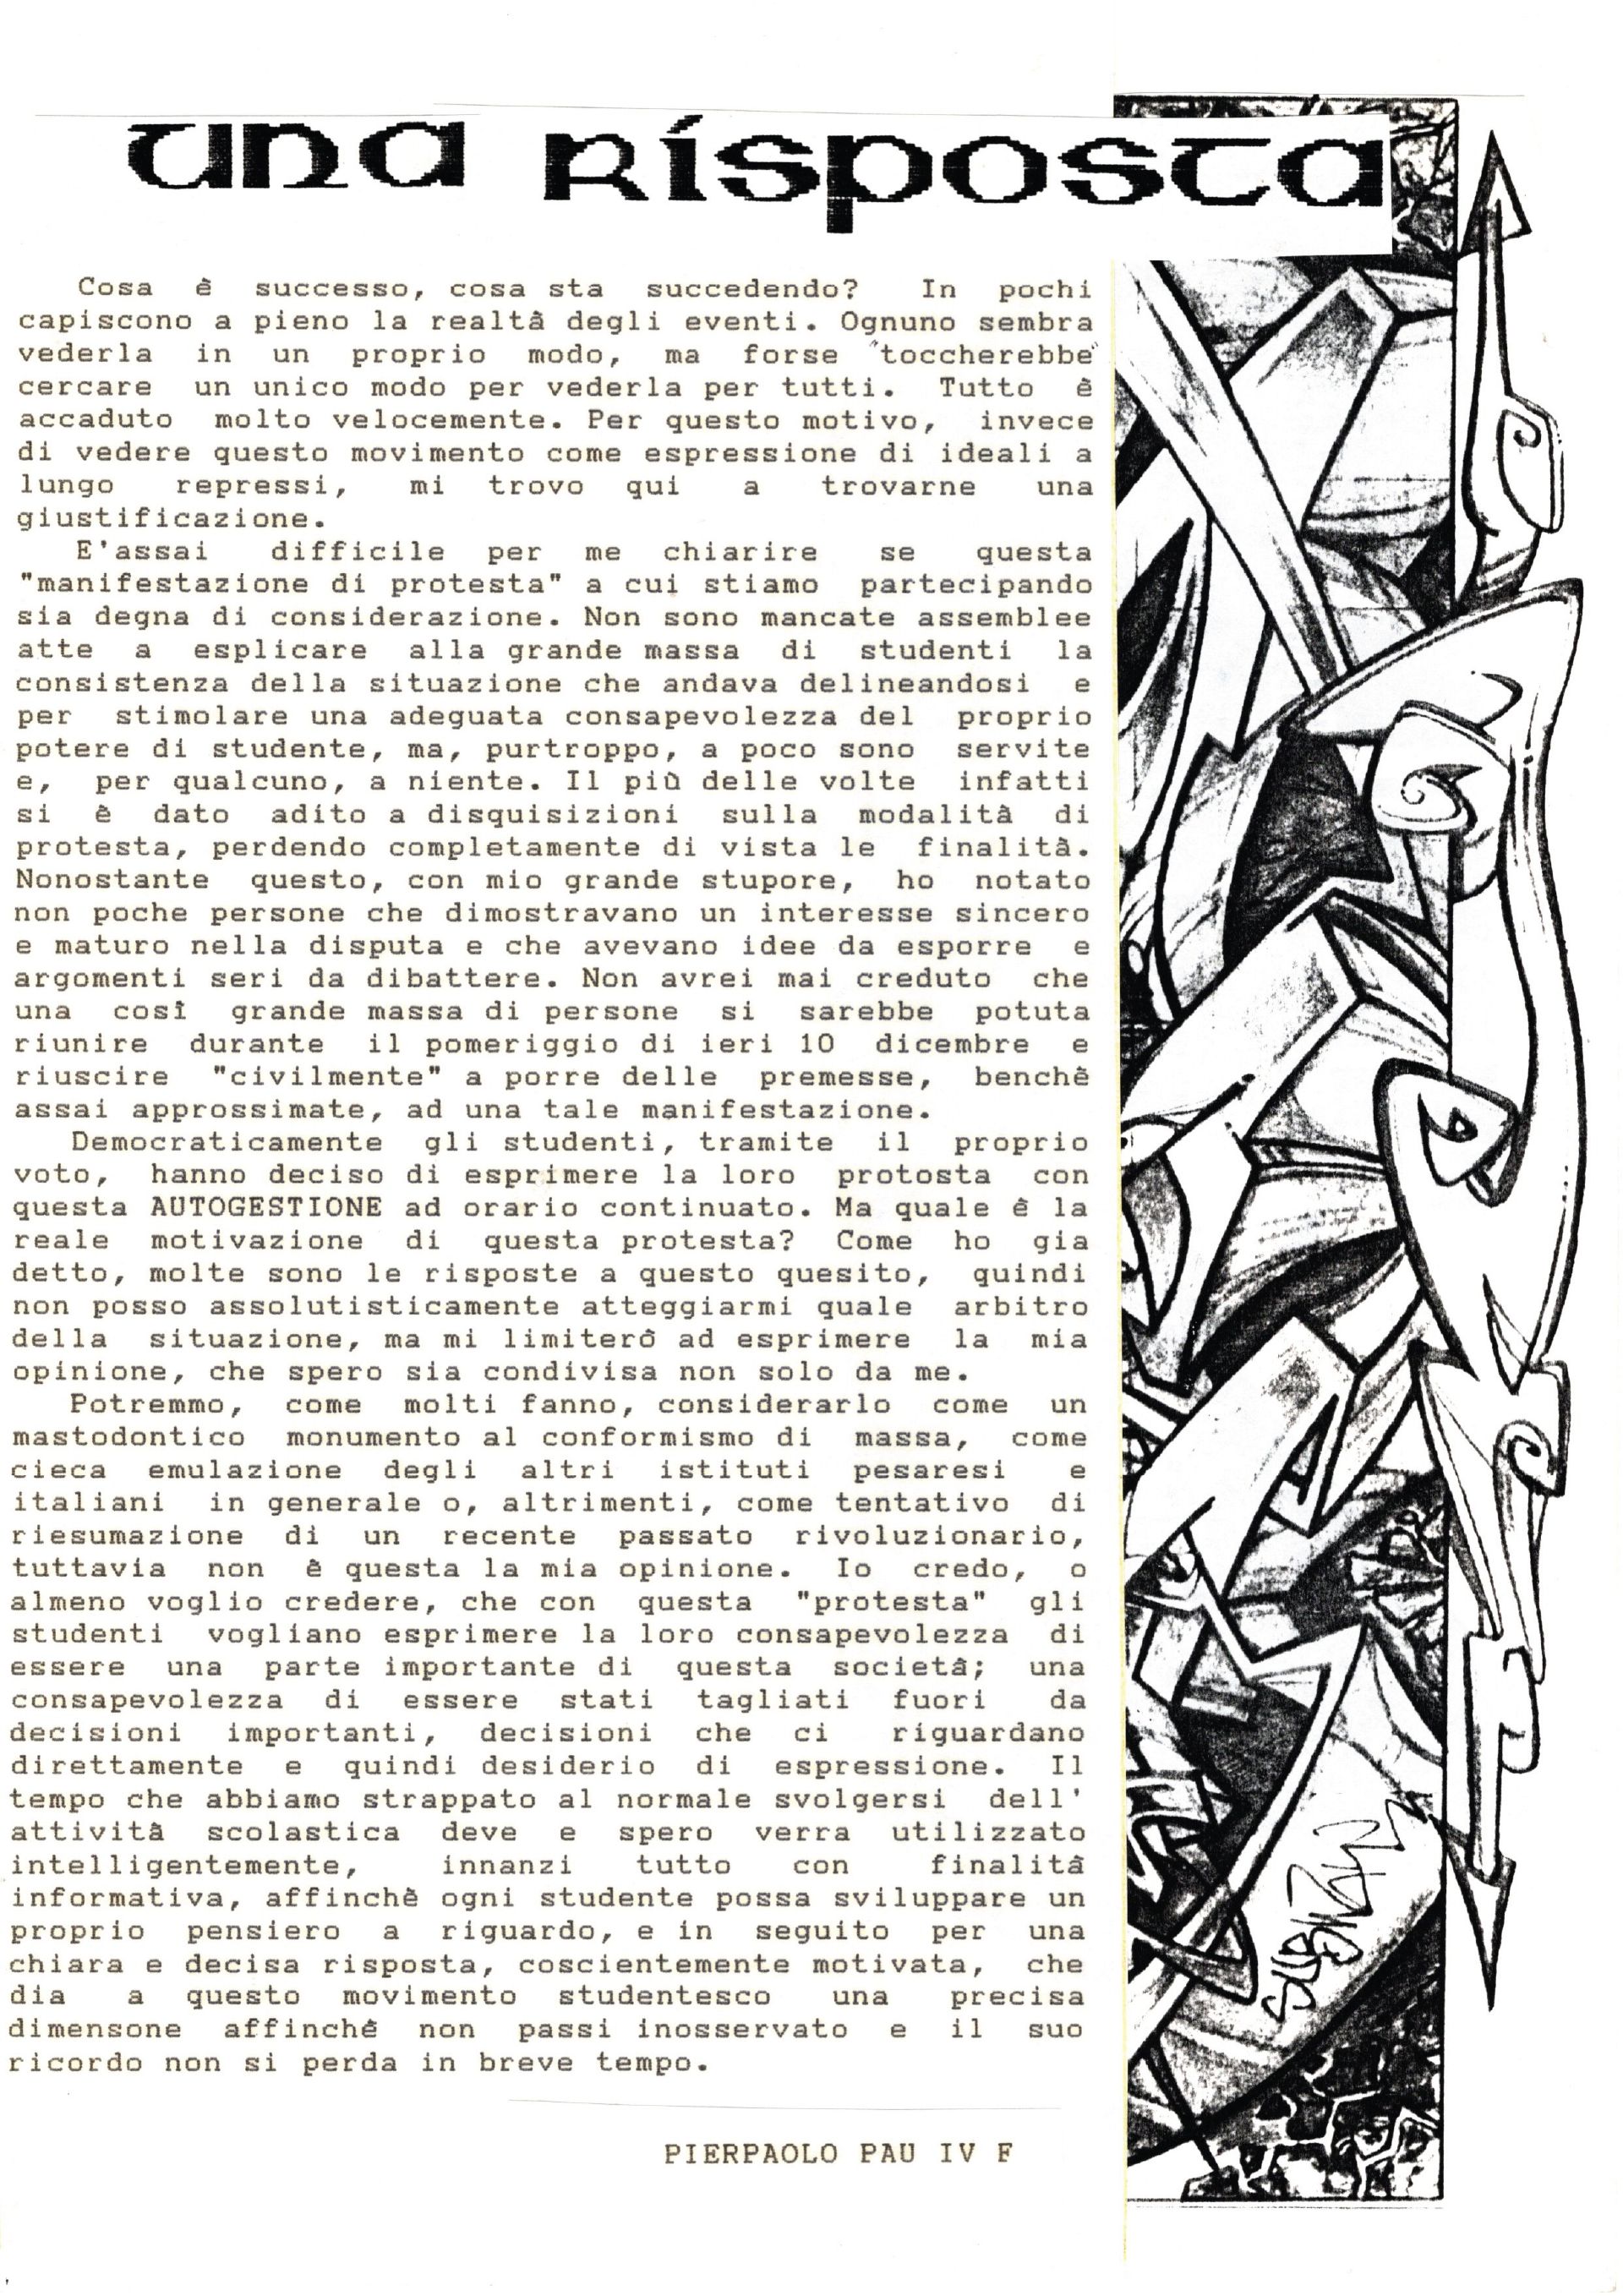 una risposta
Cosa è successo, cosa sta succedendo? In pochi
capiscono a pieno la realtà degli eventi. Ognuno sembra
vederla in un proprio modo, ma forse "toccherebbe"
cercare un unico modo per vederla per tutti. Tutto è
accaduto molto velocemente. Per questo motivo, invece
di vedere questo movimento come espressione di ideali a
lungo repressi, mi trovo qui a trovarne una
giustificazione.
E'assai difficile per me chiarire se questa
"manifestazione di protesta" a cui stiamo partecipando
sia degna di considerazione. Non sono mancate assemblee
atte a esplicare alla grande massa di studenti la
consistenza della situazione che andava delineandosi e
per stimolare una adeguata consapevolezza del proprio
potere di studente, ma, purtroppo, a poco sono servite
e, per qualcuno, a niente. Il più delle volte infatti
si è dato adito a disquisizioni sulla modalità di
protesta, perdendo completamente di vista le finalità.
Nonostante questo, con mio grande stupore, ho notato
non poche persone che dimostravano un interesse sincero
e maturo nella disputa e che avevano idee da esporre e
argomenti seri da dibattere. Non avrei mai creduto che
una così grande massa di persone si sarebbe potuta
riunire durante il pomeriggio di ieri 10 dicembre e
riuscire "civilmente" a porre delle premesse, benchè
assai approssimate, ad una tale manifestazione.
Democraticamente gli studenti, tramite il proprio
voto, hanno deciso di esprimere la loro protosta con
questa AUTOGESTIONE ad orario continuato. Ma quale è la
reale motivazione di questa protesta? Come ho gia
detto, molte sono le risposte a questo quesito, quindi
non posso assolutisticamente atteggiarmi quale arbitro
della situazione, ma mi limiterò ad esprimere la mia
opinione, che spero sia condivisa non solo da me.
Potremmo, come molti fanno, considerarlo come un
mastodontico monumento al conformismo di massa, come
cieca emulazione degli altri istituti pesaresi e
italiani in generale o, altrimenti, come tentativo di
riesumazione di un recente passato rivoluzionario,
tuttavia non è questa la mia opinione. Io credo, o
almeno voglio credere, che con questa "protesta" gli
studenti vogliano esprimere la loro consapevolezza di
essere una parte importante di questa società; una
consapevolezza di essere stati tagliati fuori da
decisioni importanti, decisioni che ci riguardano
direttamente e quindi desiderio di espressione. Il
tempo che abbiamo strappato al normale svolgersi dell'
attività scolastica deve e spero verra utilizzato
intelligentemente, innanzi tutto con finalità
informativa, affinchè ogni studente possa sviluppare un
proprio pensiero a riguardo, e in seguito per una
chiara e decisa risposta, coscientemente motivata, che
dia a questo movimento studentesco una precisa
dimensone affinchè non passi inosservato e il suo
ricordo non si perda in breve tempo.
PIERPAOLO PAU IV F